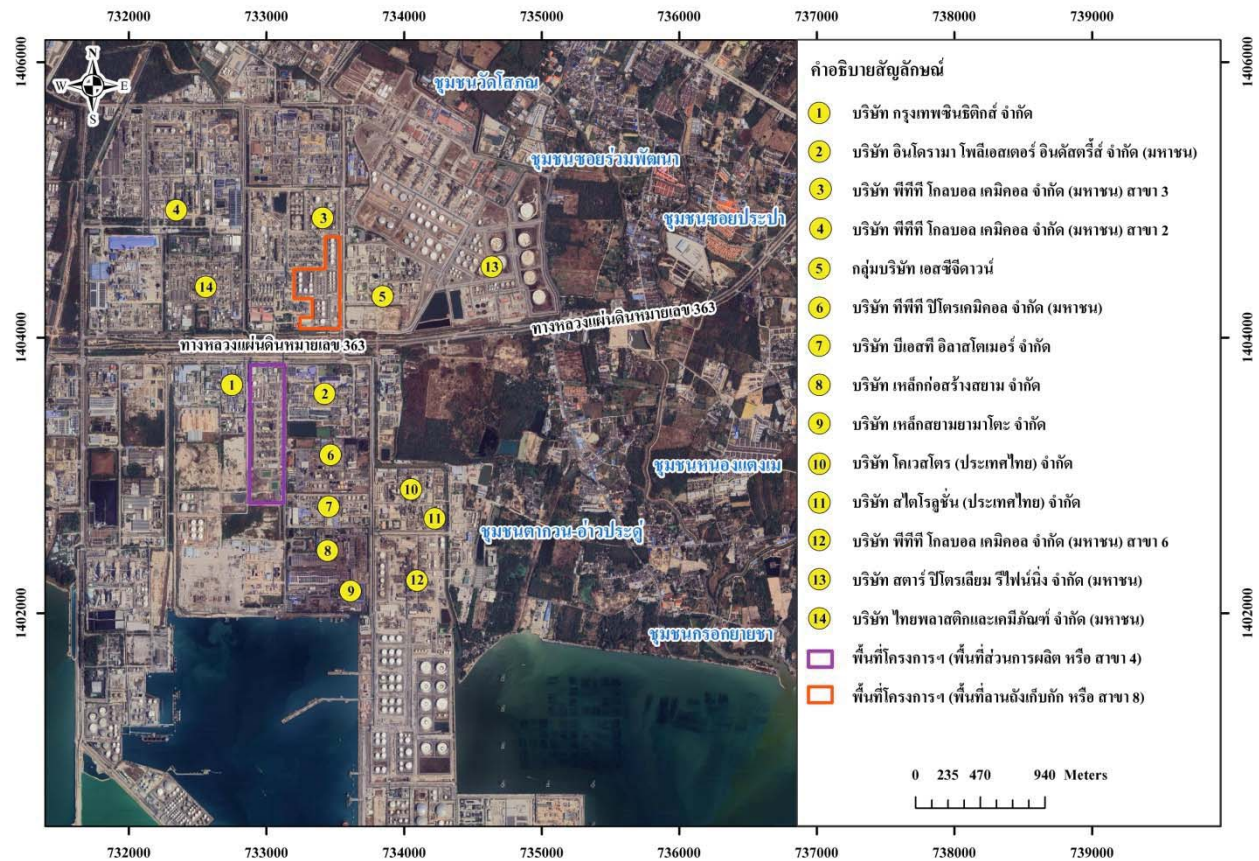 732000 733000 734000 735000 736000 737000 738000 739000
1406000
1404000
1402000
N
W E
S
ชุมชนวัดโสภณ
ชุมชนซอยร่วมพัฒนา
ชุมชนซอยประปา
ทางหลวงแผ่นดินหมายเลข 363
ทางหลวงแผ่นดินหมายเลข 363
ชุมชนหนองแตงเม
ชุมชนตากวน-อ่าวประดู่
ชุมชนกรอกยายชา
4
3
13
14
5
1
2
6
10
7
11
8
12
9
คำอธิบายสัญลักษณ์
1 บริษัท กรุงเทพซินธิติกส์ จำกัด
2 บริษัท อินโดรามา โพลีเอสเตอร์ อินดัสตรี้ส์ จำกัด (มหาชน)
3 บริษัท พีทีที โกลบอล เคมิคอล จำกัด (มหาชน) สาขา 3
4 บริษัท พีทีที โกลบอล เคมิคอล จำกัด (มหาชน) สาขา 2
5 กลุ่มบริษัท เอสซีจีดาวน์
6 บริษัท ทีพีที ปิโตรเคมิคอล จำกัด (มหาชน)
7 บริษัท บีเอสที อิลาสโตเมอร์ จำกัด
8 บริษัท เหล็กก่อสร้างสยาม จำกัด
9 บริษัท เหล็กสยามยามาโตะ จำกัด
10 บริษัท โคเวสโตร (ประเทศไทย) จำกัด
11 บริษัท สไตโรลูชั่น (ประเทศไทย) จำกัด
12 บริษัท พีทีที โกลบอล เคมิคอล จำกัด (มหาชน) สาขา 6
13 บริษัท สตาร์ ปิโตรเลียม รีไฟน์นิ่ง จำกัด (มหาชน)
14 บริษัท ไทยพลาสติกและเคมีภัณฑ์ จำกัด (มหาชน)
พื้นที่โครงการฯ (พื้นที่ส่วนการผลิต หรือ สาขา 4)
พื้นที่โครงการฯ (พื้นที่ลานถังเก็บกัก หรือ สาขา 8)
0 235 470 940 Meters
1406000
1404000
1402000
732000 733000 734000 735000 736000 737000 738000 739000